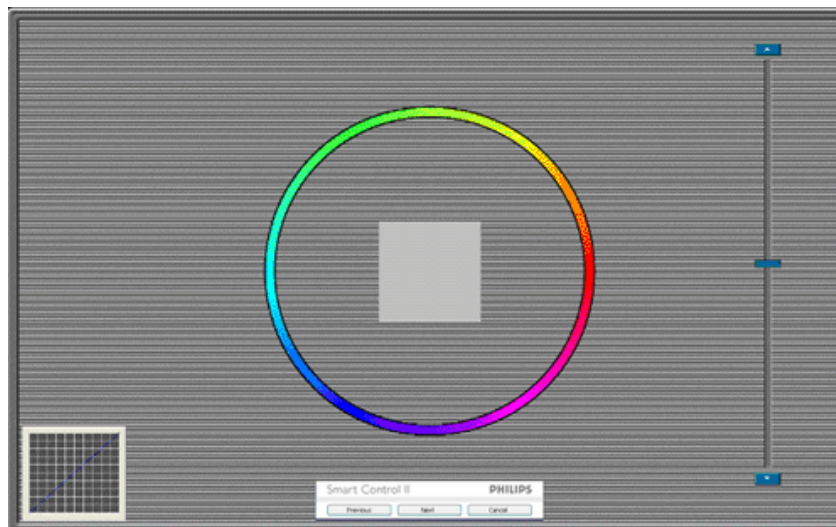 Smart Control II
PHILIPS
Previous
Next
Cancel